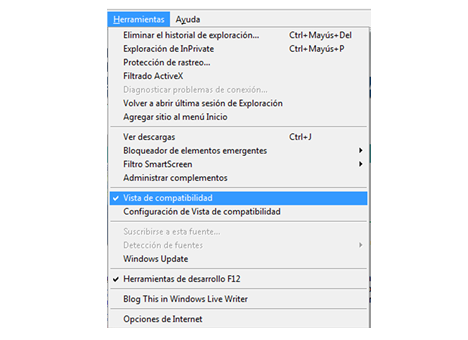 Herramientas Ayuda
Eliminar el historial de exploración... Ctrl+Mayús+Del
Exploración de InPrivate Ctrl+Mayús+P
Protección de rastreo...
Filtrado ActiveX
Diagnosticar problemas de conexión...
Volver a abrir última sesión de Exploración
Agregar sitio al menú Inicio
Ver descargas Ctrl+J
Bloqueador de elementos emergentes
Filtro SmartScreen
Administrar complementos
Vista de compatibilidad
Configuración de Vista de compatibilidad
Suscribirse a esta fuente...
Detección de fuentes
Windows Update
Herramientas de desarrollo F12
Blog This in Windows Live Writer
Opciones de Internet